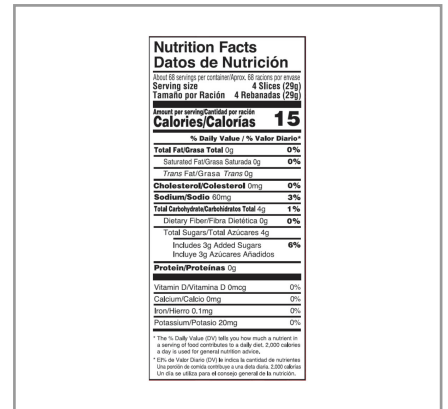 Nutrition Facts
Datos de Nutrición
About 68 servings per container/Aprox. 68 racions por envase
Serving size 4 Slices (29g)
Tamaño por Ración 4 Rebanadas (29g)
Amount per serving/Cantidad por ración
Calories/Calorías 15
% Daily Value / % Valor Diario*
Total Fat/Grasa Total 0g 0%
Saturated Fat/Grasa Saturada 0g 0%
Trans Fat/Grasa Trans 0g
Cholesterol/Colesterol 0mg 0%
Sodium/Sodio 60mg 3%
Total Carbohydrate/Carbohidratos Total 4g 1%
Dietary Fiber/Fibra Dietética 0g 0%
Total Sugars/Total Azúcares 4g
Includes 3g Added Sugars 6%
Incluye 3g Azúcares Añadidos
Protein/Proteínas 0g
Vitamin D/Vitamina D 0mcg 0%
Calcium/Calcio 0mg 0%
Iron/Hierro 0.1mg 0%
Potassium/Potasio 20mg 0%
* The % Daily Value (DV) tells you how much a nutrient in
a serving of food contributes to a daily diet. 2,000 calories
a day is used for general nutrition advice.
* El% de Valor Diario (DV) le indica la cantidad de nutrientes
Una porción de comida contribuye a una dieta diaria. 2,000 calorías
Un día se utiliza para el consejo general de la nutrición.